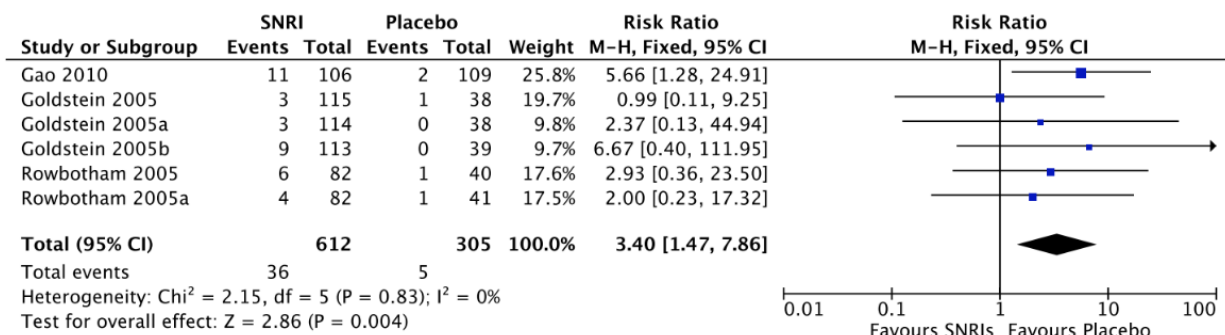 SNRI Placebo Risk Ratio Risk Ratio
Study or Subgroup Events Total Events Total Weight M-H, Fixed, 95% CI M-H, Fixed, 95% CI
Gao 2010 11 106 2 109 25.8% 5.66 [1.28, 24.91]
Goldstein 2005 3 115 1 38 19.7% 0.99 [0.11, 9.25]
Goldstein 2005a 3 114 0 38 9.8% 2.37 [0.13, 44.94]
Goldstein 2005b 9 113 0 39 9.7% 6.67 [0.40, 111.95]
Rowbotham 2005 6 82 1 40 17.6% 2.93 [0.36, 23.50]
Rowbotham 2005a 4 82 1 41 17.5% 2.00 [0.23, 17.32]
Total (95% CI) 612 305 100.0% 3.40 [1.47, 7.86]
Total events 36 5
Heterogeneity: Chi² = 2.15, df = 5 (P = 0.83); I² = 0%
Test for overall effect: Z = 2.86 (P = 0.004)
0.01 0.1 1 10 100
Favours SNRIs Favours Placebo